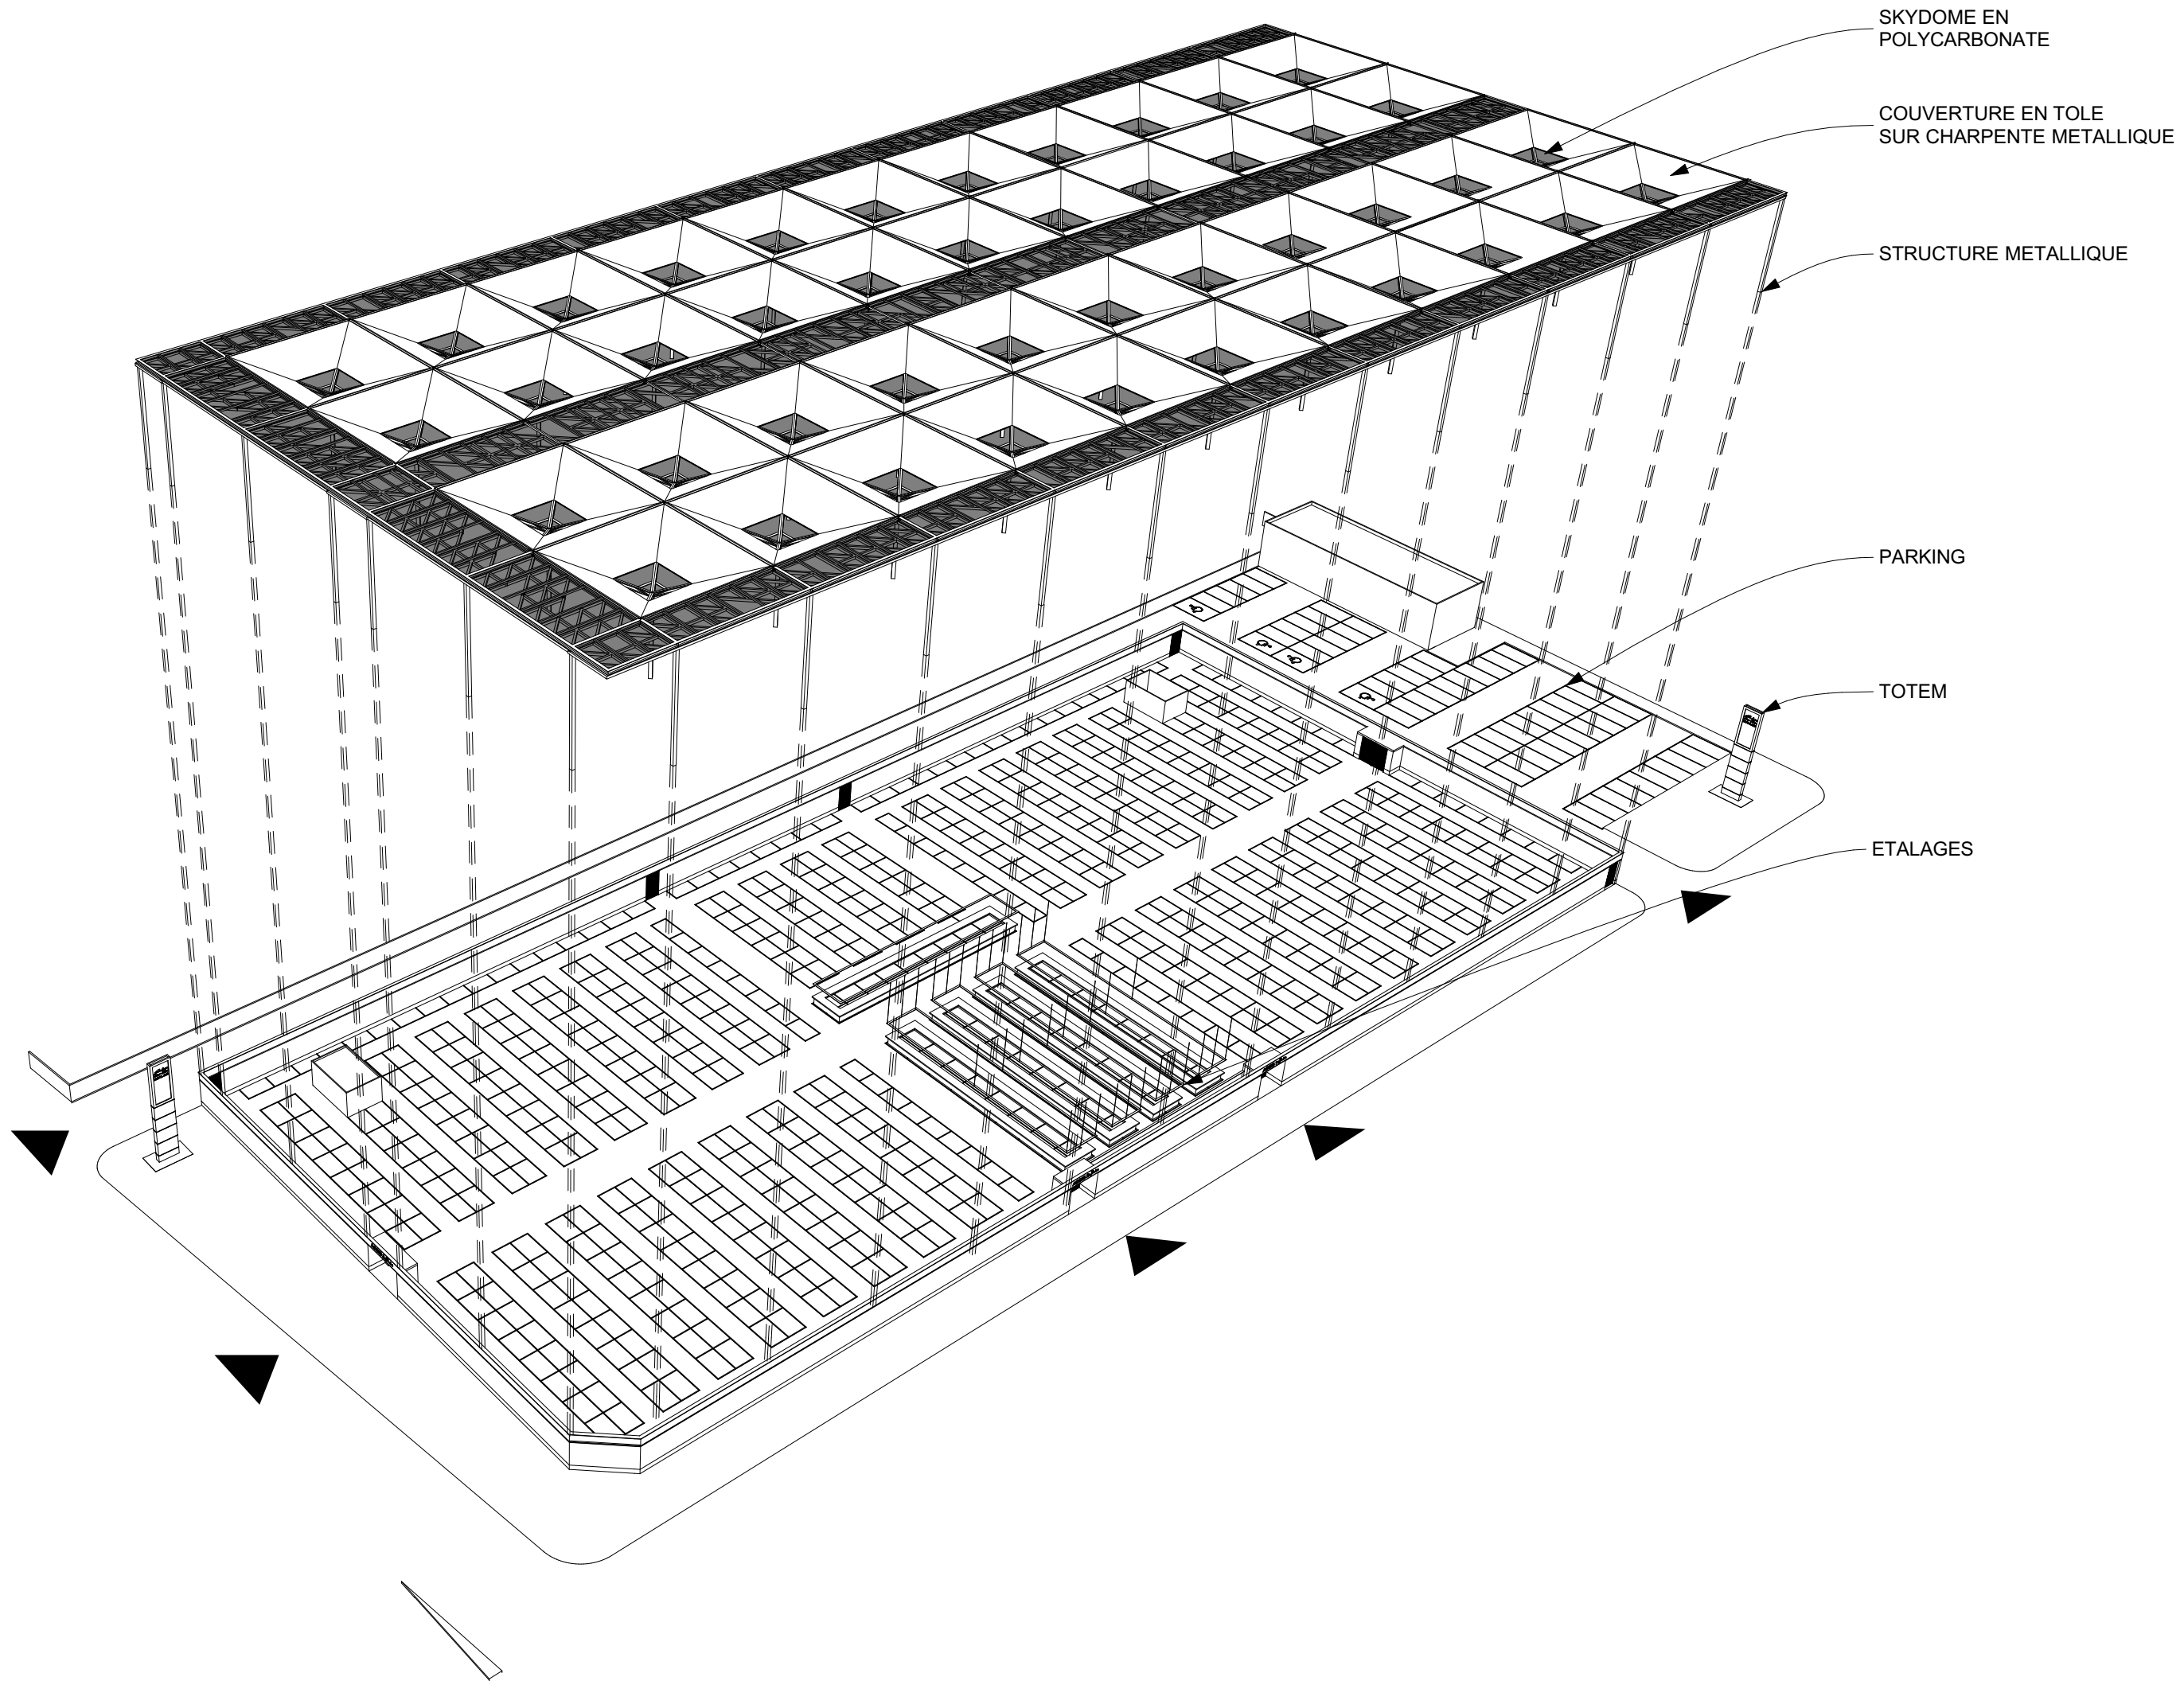 SKYDOME EN
POLYCARBONATE
COUVERTURE EN TOLE
SUR CHARPENTE METALLIQUE
STRUCTURE METALLIQUE
PARKING
TOTEM
ETALAGES